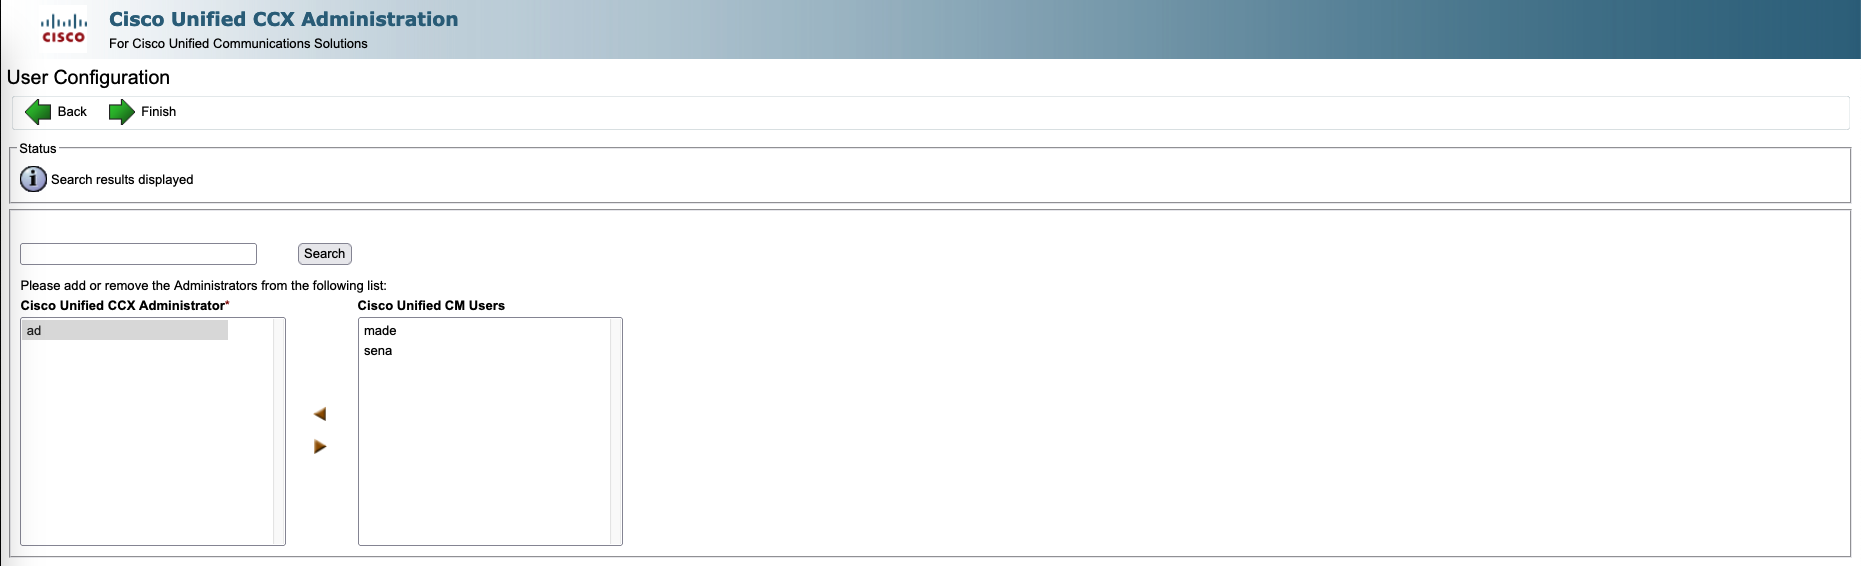 CISCO
Cisco Unified CCX Administration
For Cisco Unified Communications Solutions
User Configuration
Back Finish
Status
i Search results displayed
Search
Please add or remove the Administrators from the following list:
Cisco Unified CCX Administrator* Cisco Unified CM Users
ad made
sena